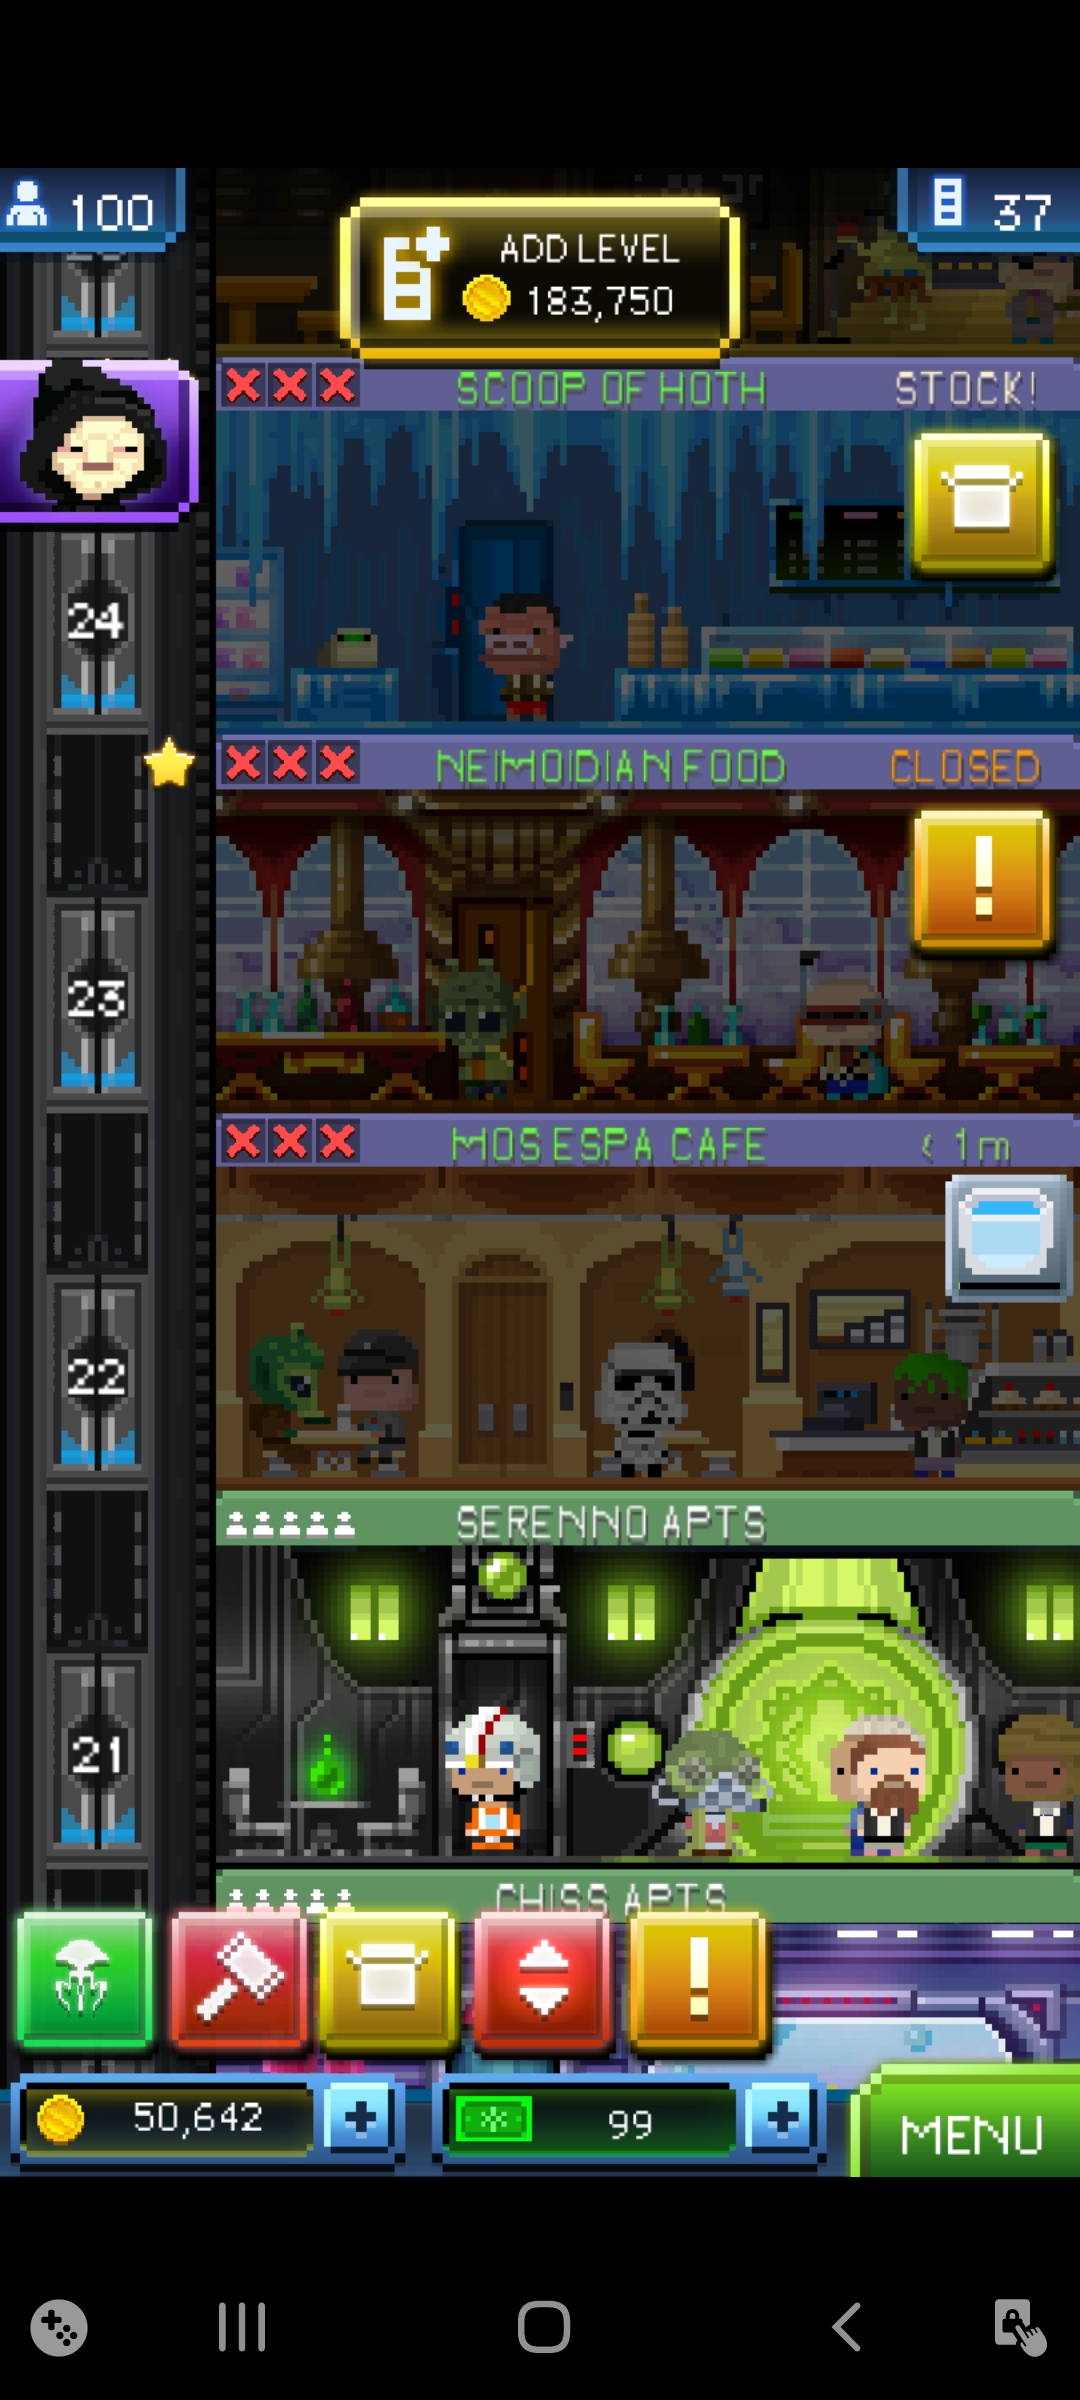 100
ADD LEVEL
183,750
37
SCOOP OF HOTH
STOCK!
24
NEIMOIDIAN FOOD
CLOSED
23
MOS ESPA CAFE
< 1m
22
SERENNO APTS
21
CHISS APTS
50,642
99
MENU